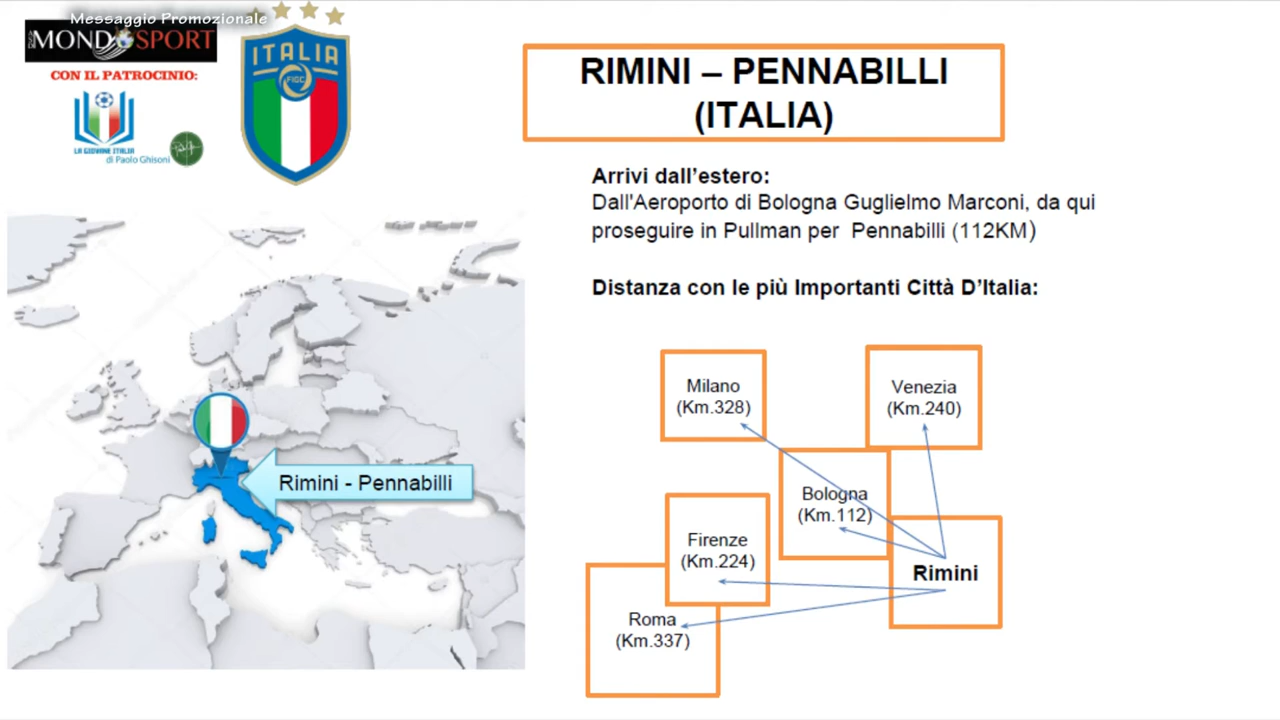 Messaggio Promozionale
MONDOSPORT
CON IL PATROCINIO:
LA GIOVANE ITALIA
di Paolo Ghisoni
ITALIA
FIGC
RIMINI – PENNABILLI
(ITALIA)
Arrivi dall’estero:
Dall'Aeroporto di Bologna Guglielmo Marconi, da qui
proseguire in Pullman per Pennabilli (112KM)
Distanza con le più Importanti Città D’Italia:
Rimini - Pennabilli
Milano
(Km.328)
Venezia
(Km.240)
Bologna
(Km.112)
Firenze
(Km.224)
Rimini
Roma
(Km.337)